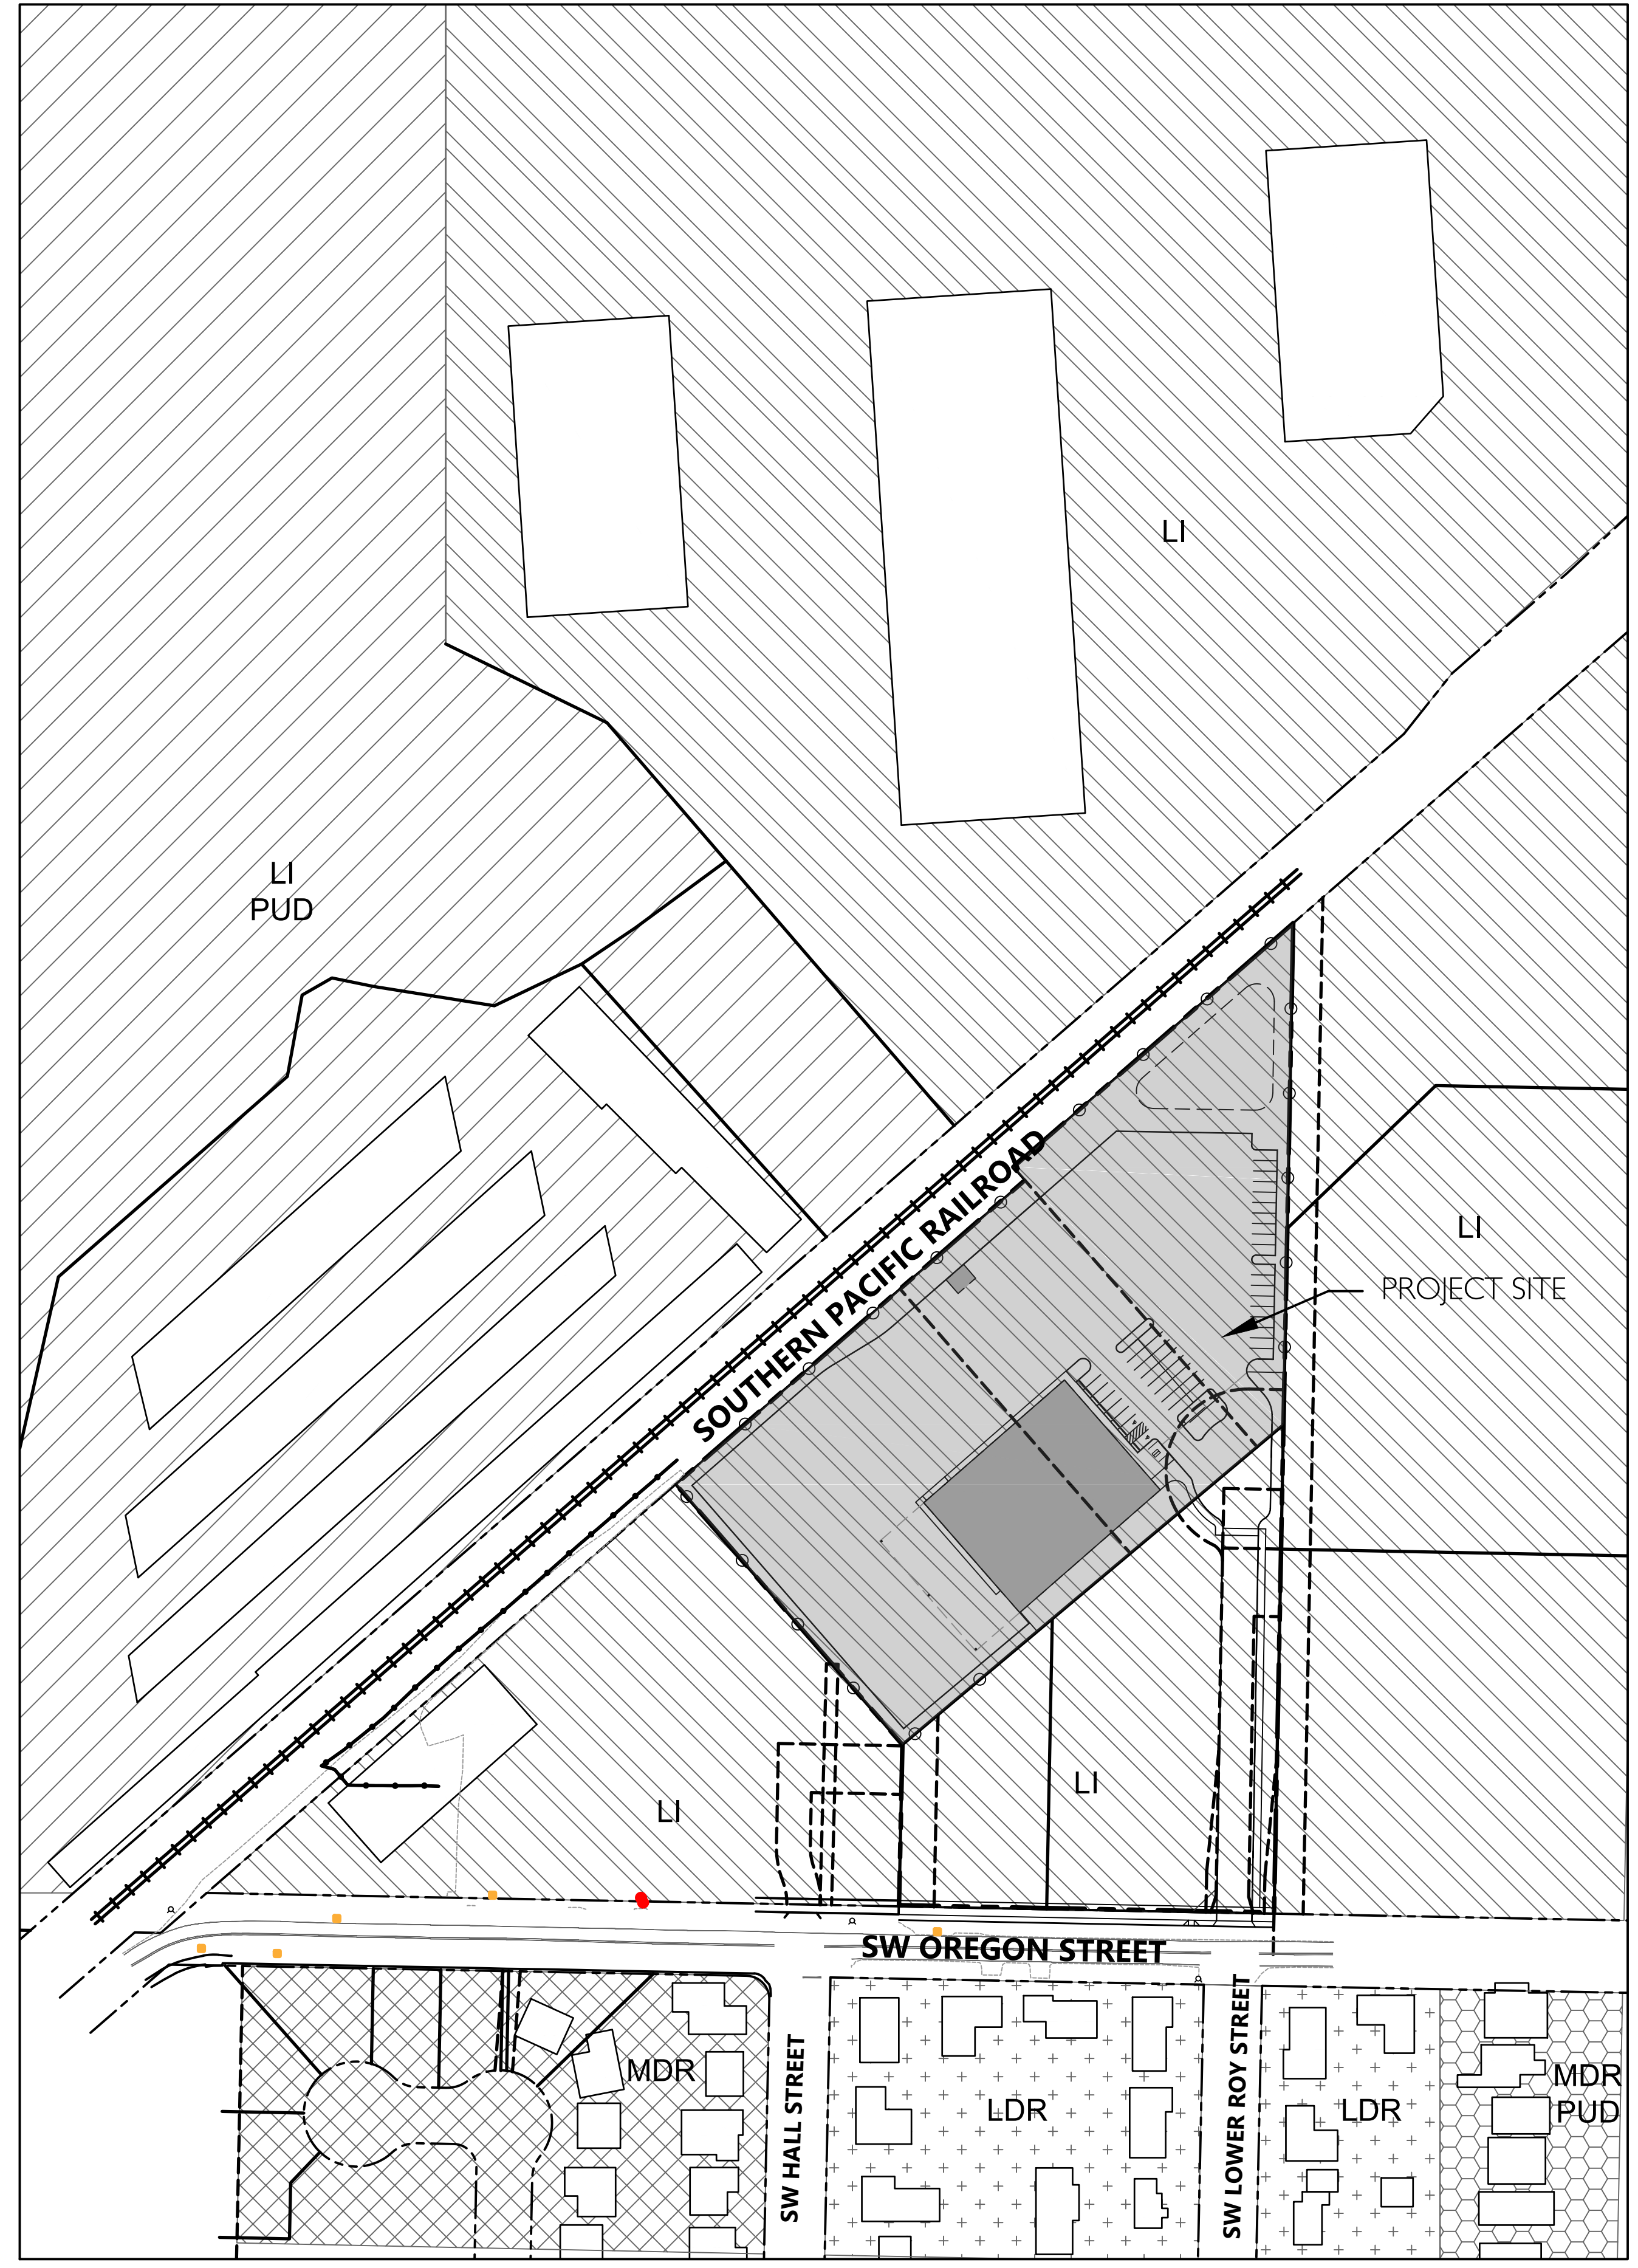 LI
LI
PUD
SOUTHERN PACIFIC RAILROAD
LI
PROJECT SITE
LI
LI
SW OREGON STREET
SW HALL STREET
SW LOWER ROY STREET
MDR
LDR
LDR
MDR
PUD